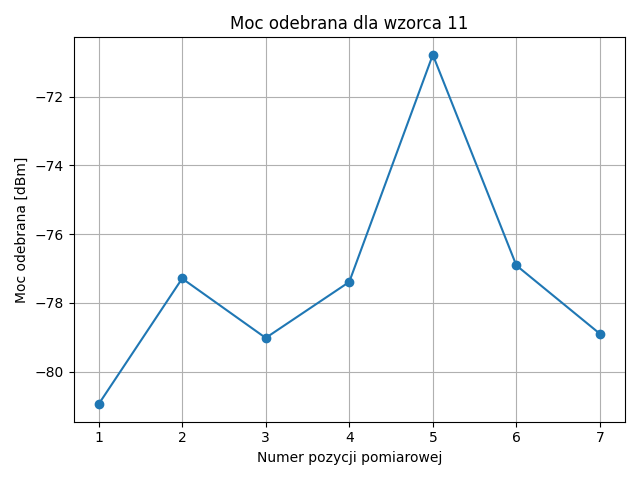 Moc odebrana dla wzorca 11
Moc odebrana [dBm]
−72
−74
−76
−78
−80
1 2 3 4 5 6 7
Numer pozycji pomiarowej